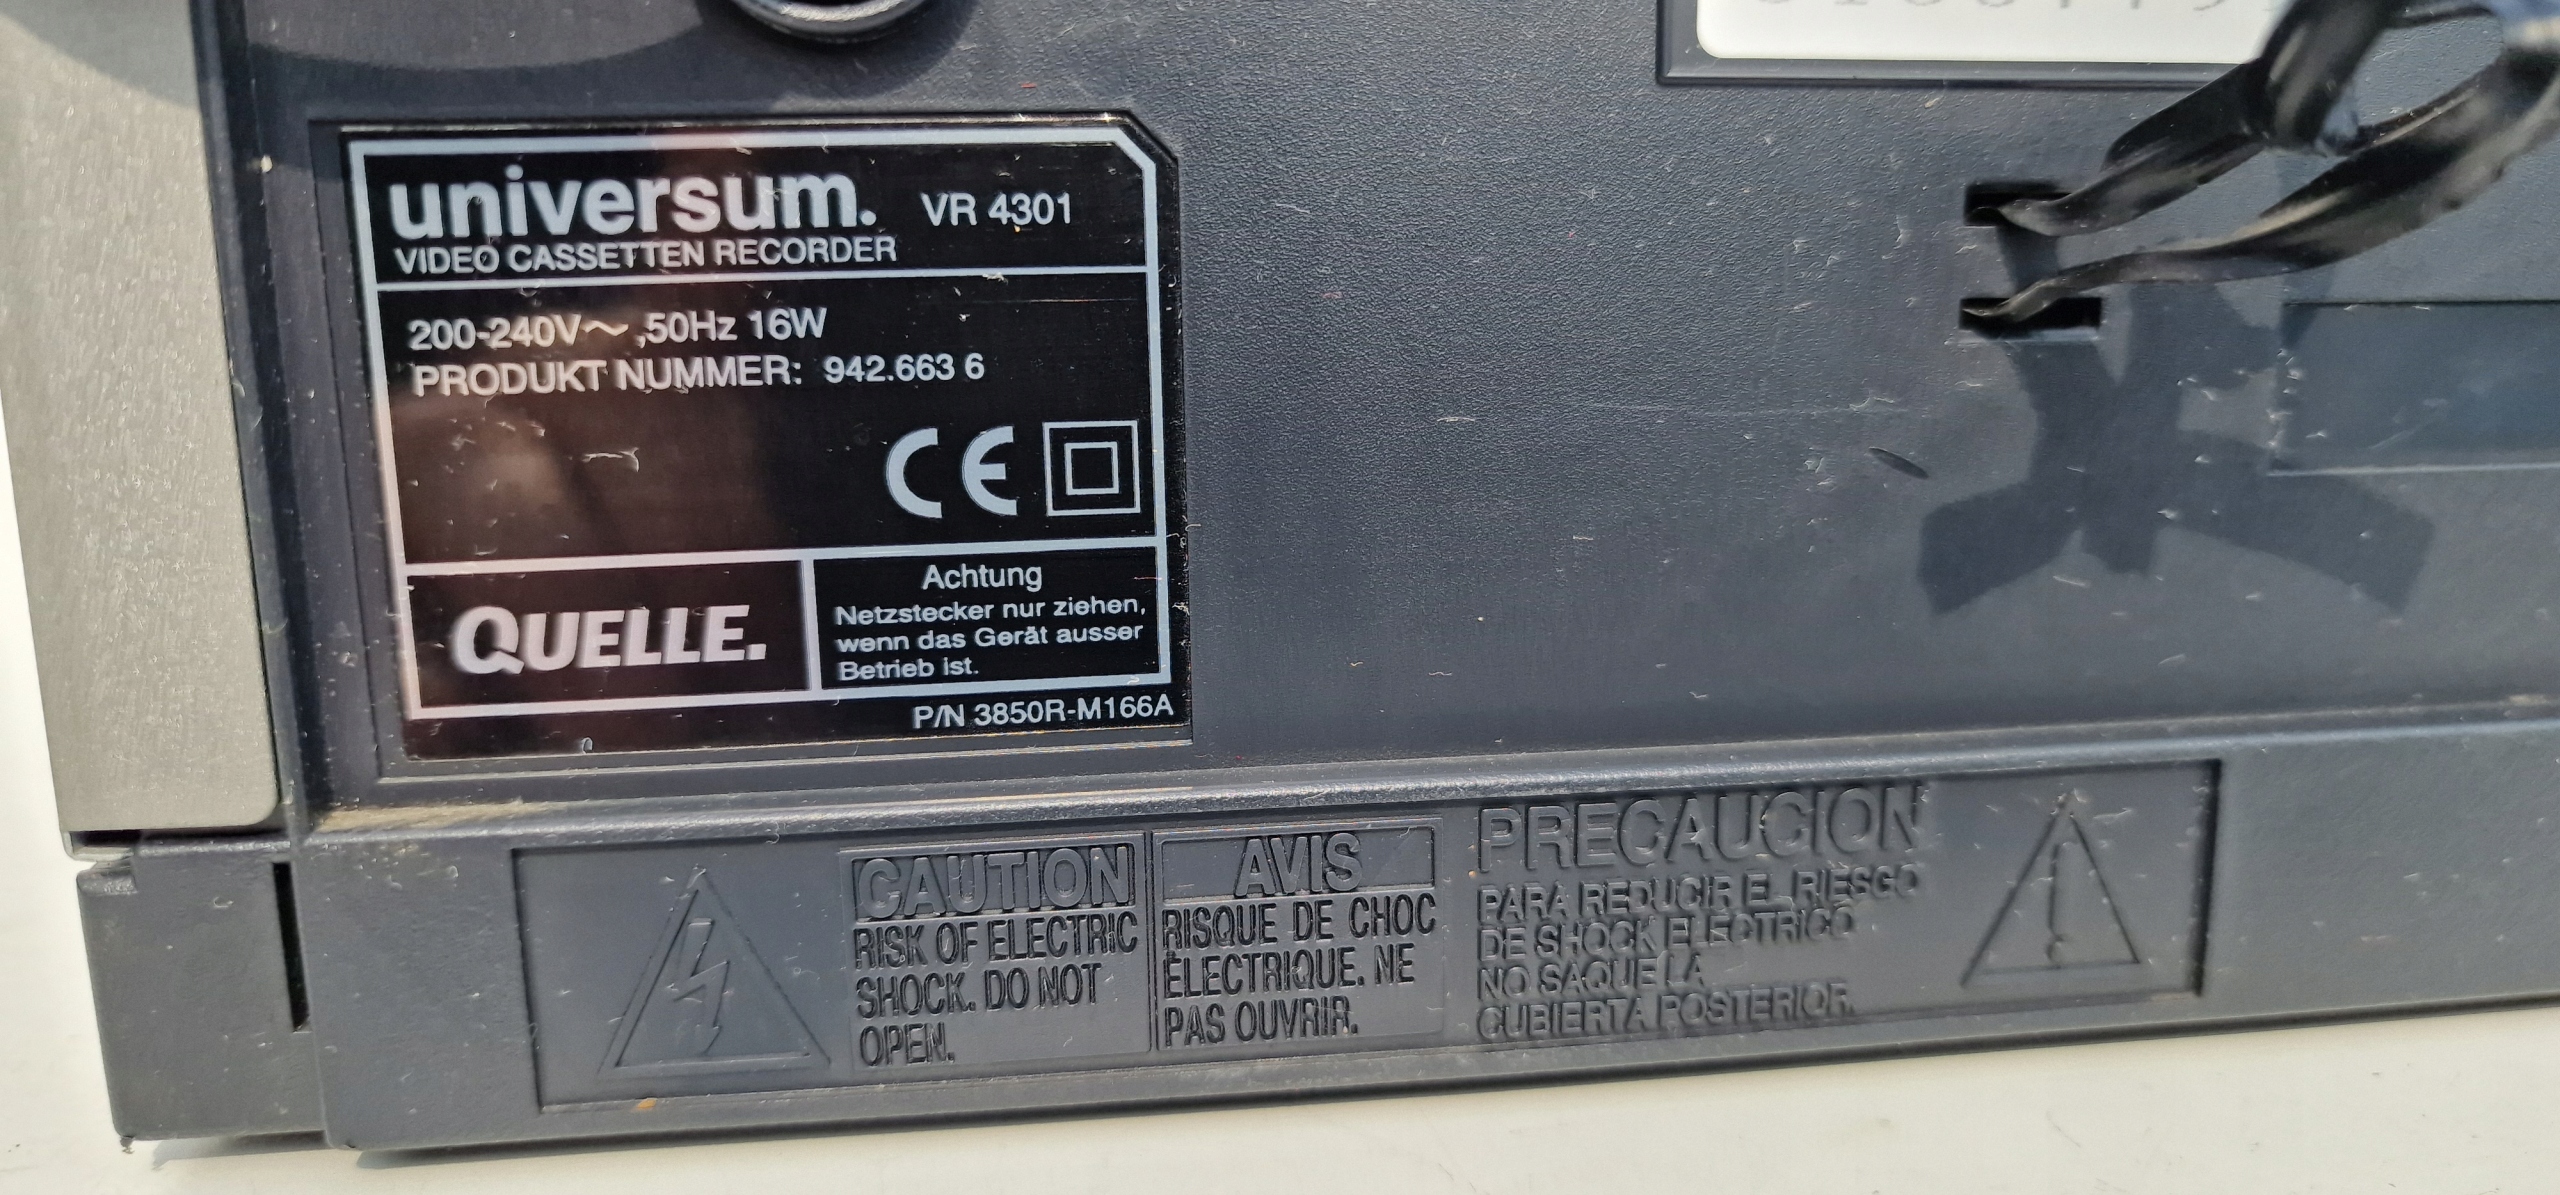 universum. VR 4301
VIDEO CASSETTEN RECORDER
200-240V~ ,50Hz 16W
PRODUKT NUMMER: 942.663 6
CE
QUELLE.
Achtung
Netzstecker nur ziehen,
wenn das Gerät ausser
Betrieb ist.
P/N 3850R-M166A
CAUTION
RISK OF ELECTRIC
SHOCK. DO NOT
OPEN.
AVIS
RISQUE DE CHOC
ÉLECTRIQUE. NE
PAS OUVRIR.
PRECAUCION
PARA REDUCIR EL RIESGO
DE SHOCK ELECTRICO
NO SAQUE LA
CUBIERTA POSTERIOR.